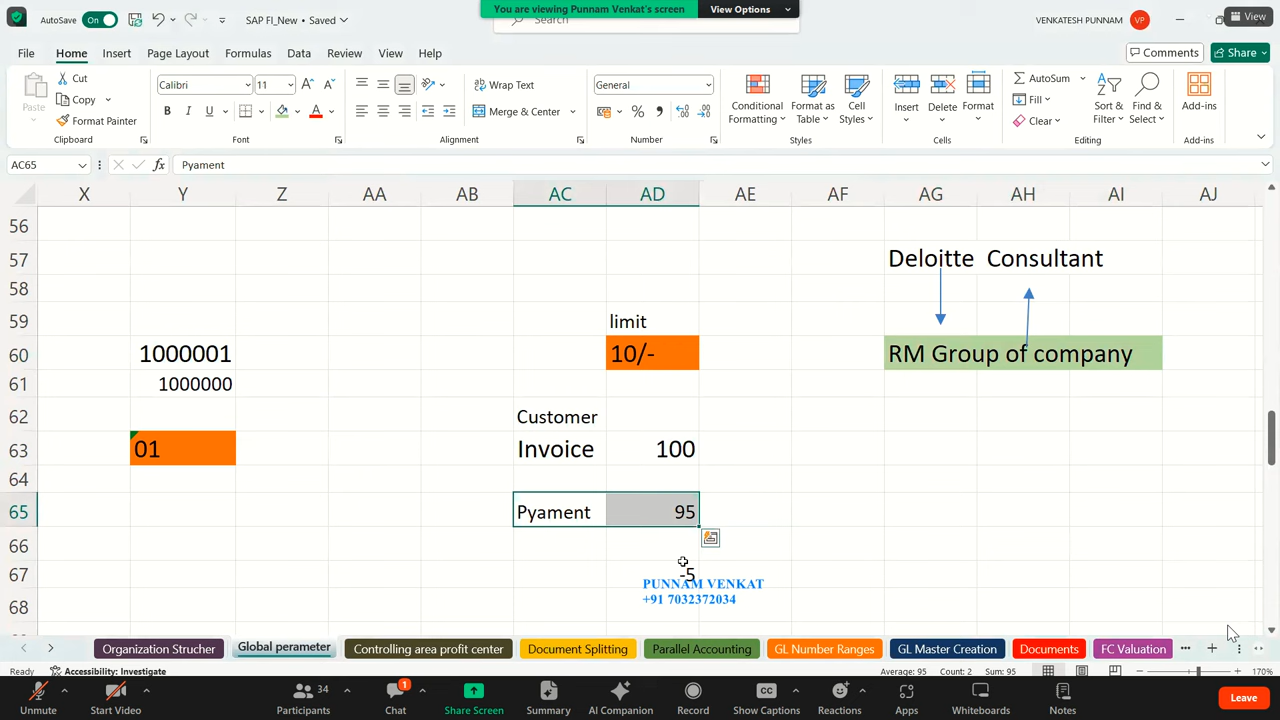 You are viewing Punnam Venkat's screen
View Options
View
AutoSave On
SAP FI_New • Saved
Search
VENKATESH PUNNAM VP
File Home Insert Page Layout Formulas Data Review View Help
Comments Share
Paste
Cut
Copy
Format Painter
Clipboard
Calibri 11
B I U
Font
Wrap Text
Merge & Center
Alignment
General
Number
Conditional Formatting
Format as Table
Cell Styles
Styles
Insert Delete Format
Cells
AutoSum
Fill
Clear
Sort & Filter
Find & Select
Editing
Add-ins
Add-ins
AC65 fx Pyament
X Y Z AA AB AC AD AE AF AG AH AI AJ
56
57 Deloitte Consultant
58
59 limit
60 1000001 10/- RM Group of company
61 1000000
62 Customer
63 01 Invoice 100
64
65 Pyament 95
66
67 -5
PUNNAM VENKAT
+91 7032372034
68
Organization Strucher Global perameter Controlling area profit center Document Splitting Parallel Accounting GL Number Ranges GL Master Creation Documents FC Valuation
Ready Accessibility: Investigate Average: 95 Count: 2 Sum: 95 170%
Unmute Start Video Participants 34 Chat 1 Share Screen Summary AI Companion Record Show Captions Reactions Apps Whiteboards Notes Leave